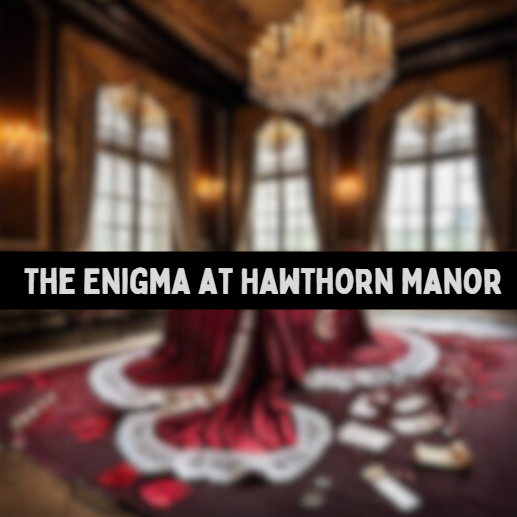 THE ENIGMA AT HAWTHORN MANOR